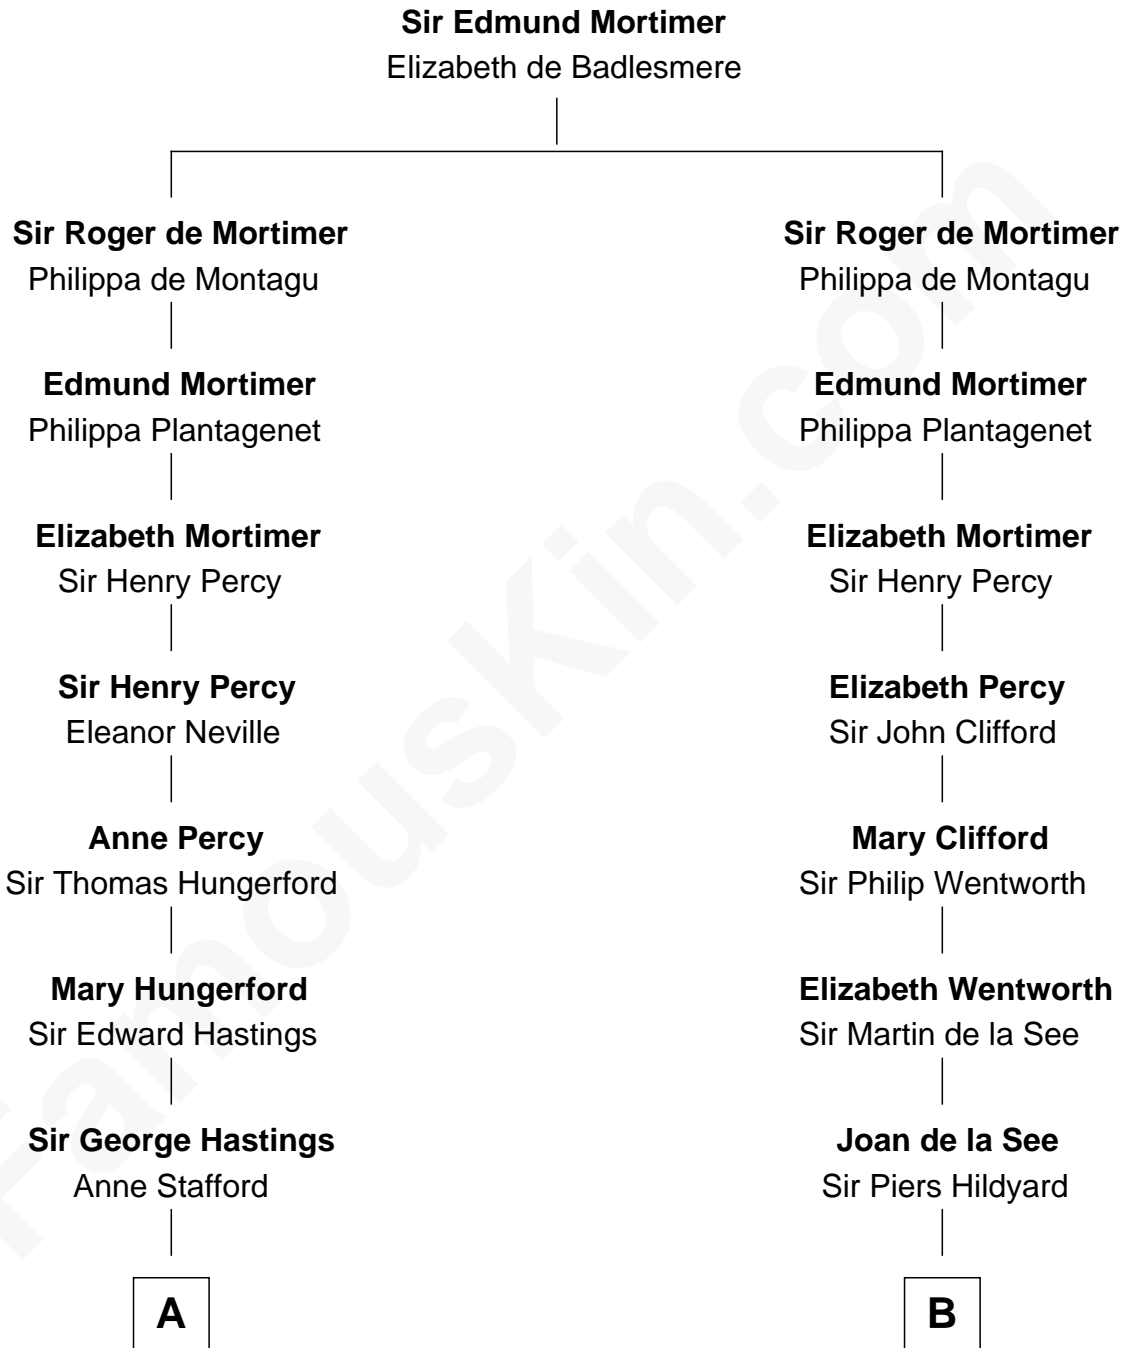 Sir Edmund Mortimer
Elizabeth de Badlesmere
Sir Roger de Mortimer
Philippa de Montagu
Edmund Mortimer
Philippa Plantagenet
Elizabeth Mortimer
Sir Henry Percy
Sir Henry Percy
Eleanor Neville
Anne Percy
Sir Thomas Hungerford
Mary Hungerford
Sir Edward Hastings
Sir George Hastings
Anne Stafford
A
Sir Roger de Mortimer
Philippa de Montagu
Edmund Mortimer
Philippa Plantagenet
Elizabeth Mortimer
Sir Henry Percy
Elizabeth Percy
Sir John Clifford
Mary Clifford
Sir Philip Wentworth
Elizabeth Wentworth
Sir Martin de la See
Joan de la See
Sir Piers Hildyard
B
FamousKin.com